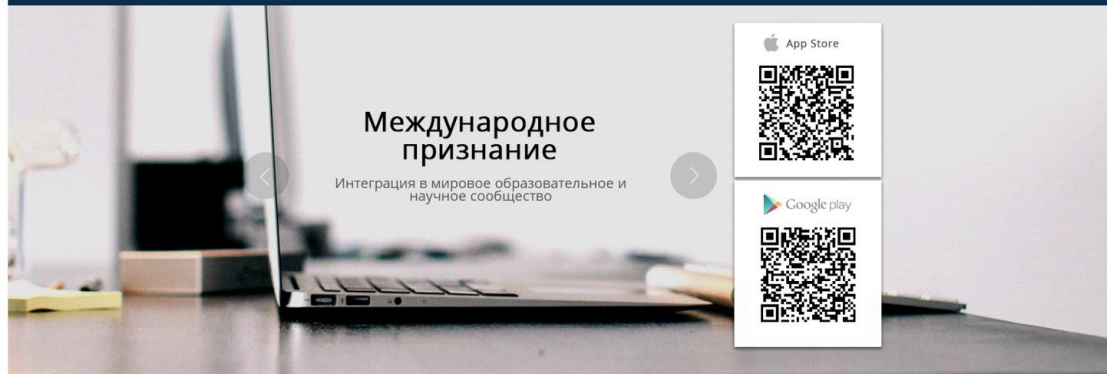 Международное
признание
Интеграция в мировое образовательное и
научное сообщество
App Store
Google play